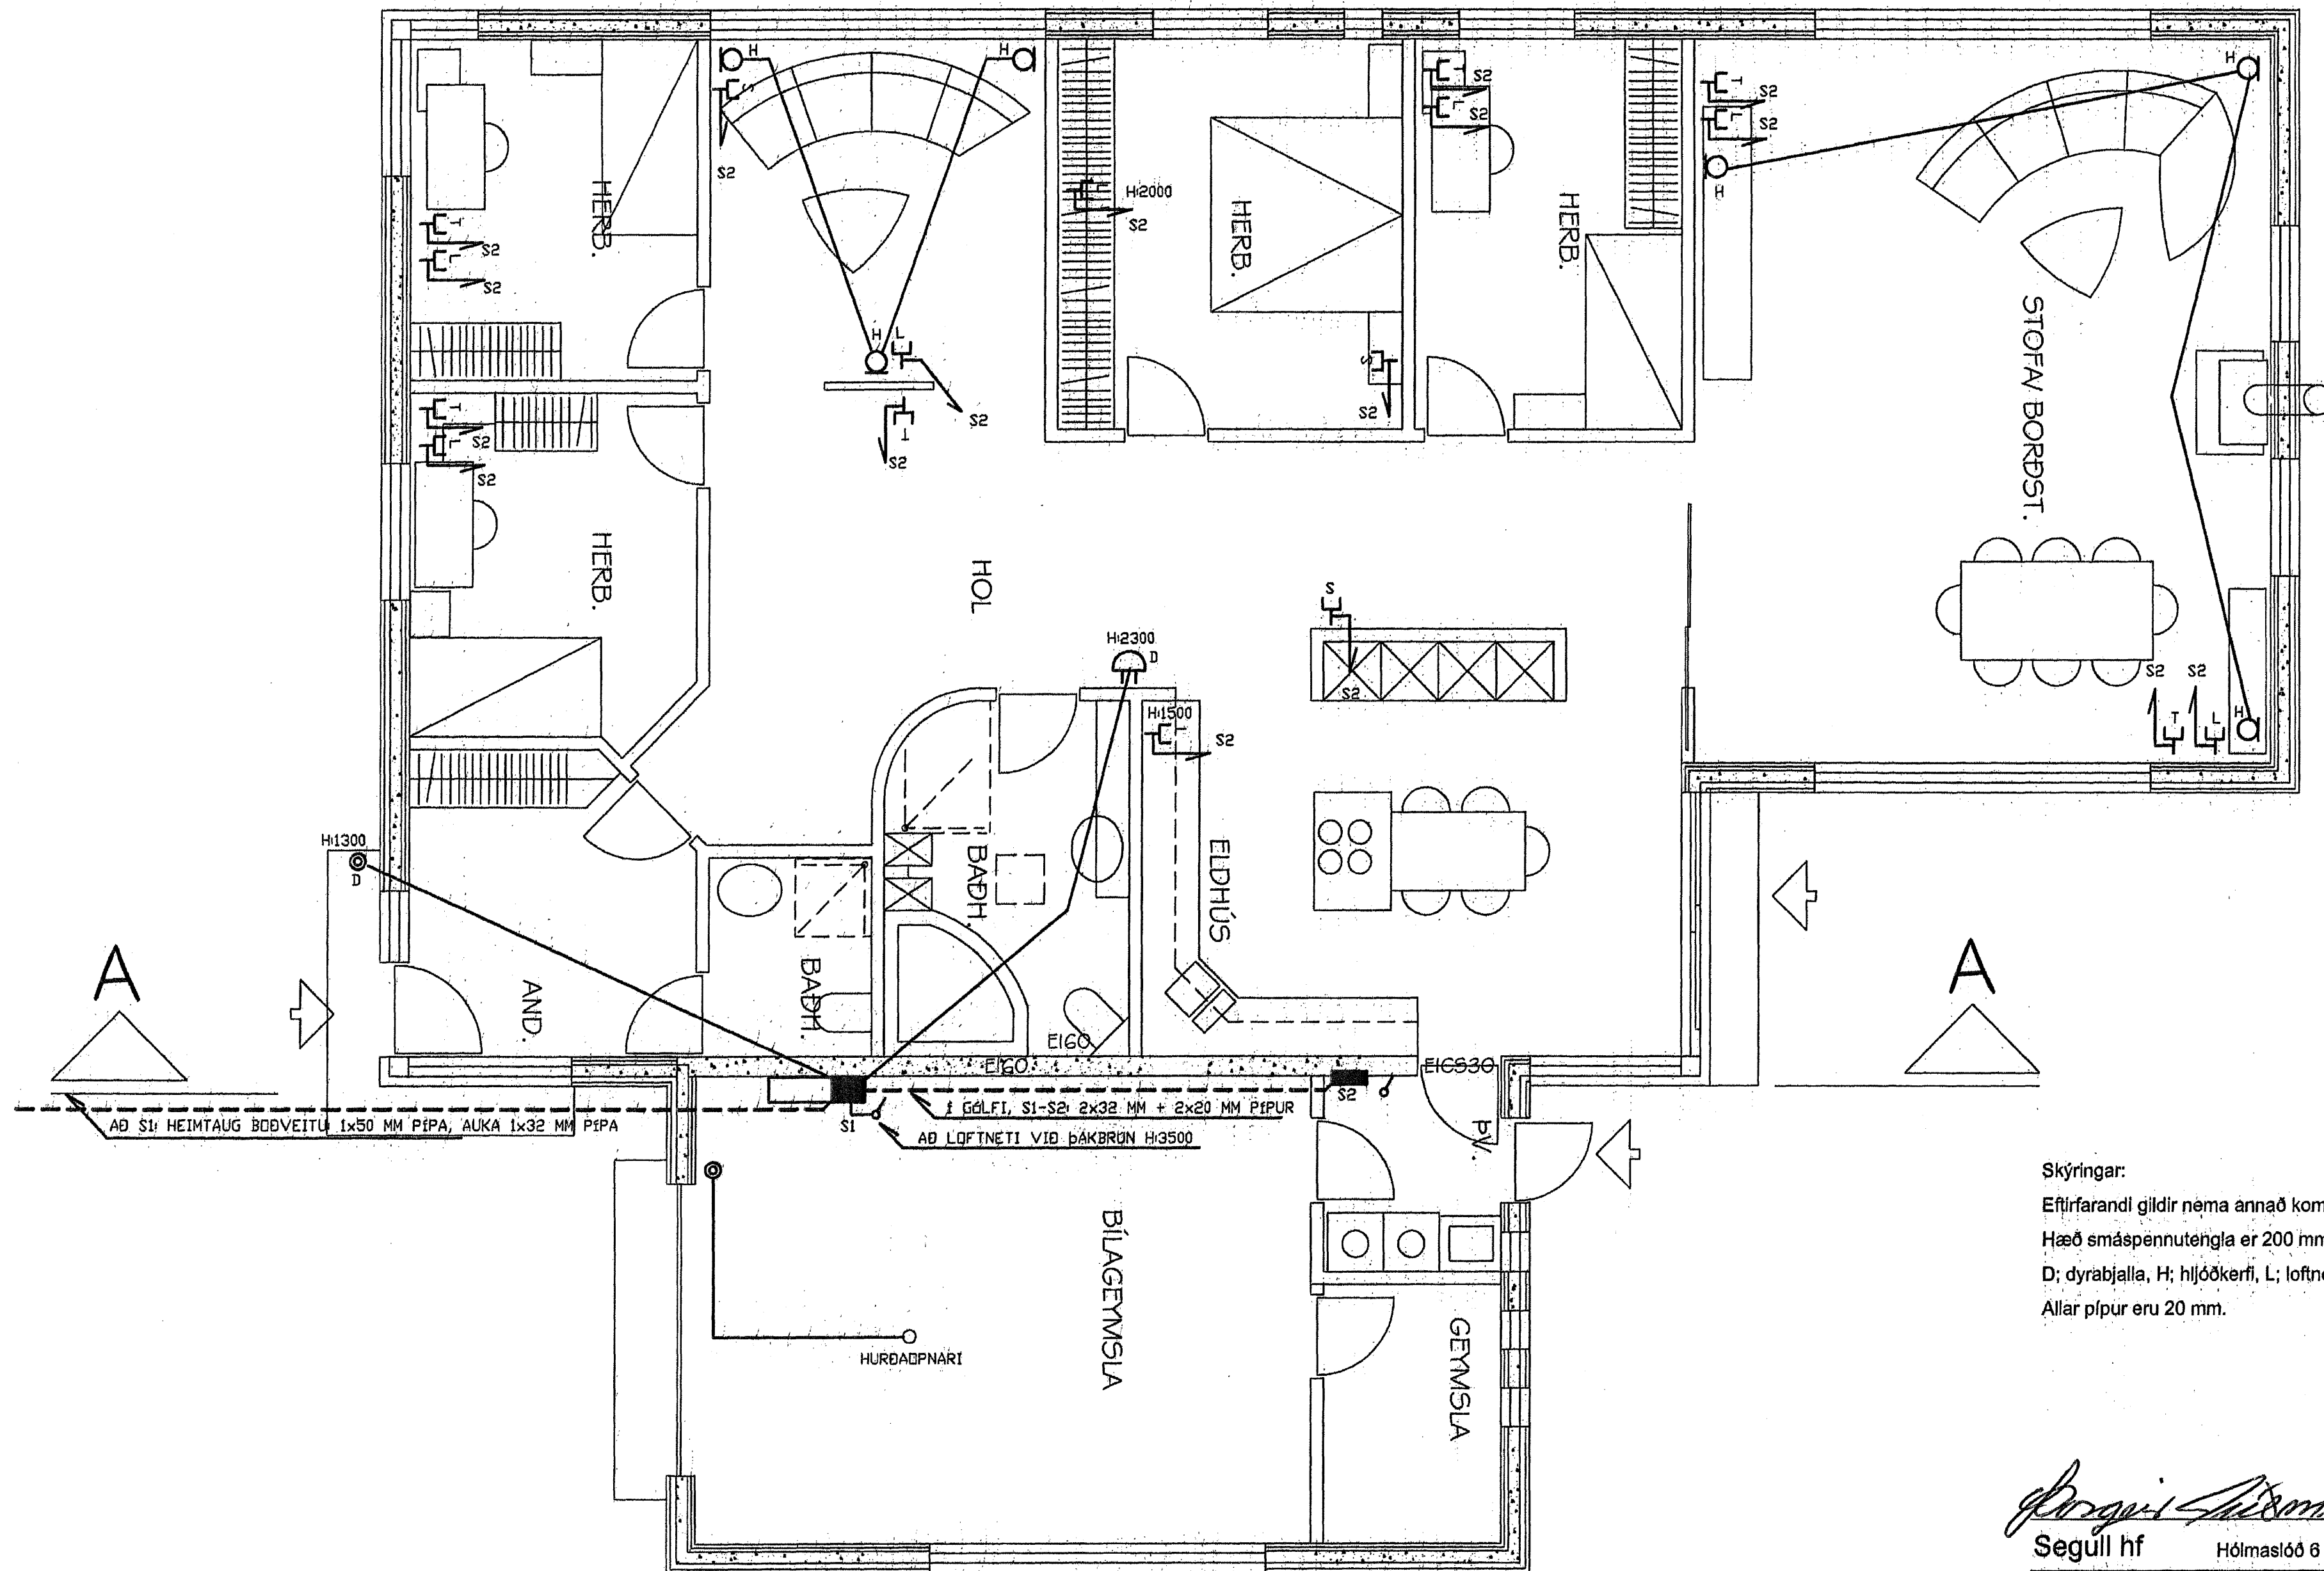 H
H
H
S
S2
T
S2
L
S2
T
S2
L
S2
H
HERB.
H:2000
S2
HERB.
HERB.
T
S2
L
S2
H
L
S2
T
S2
S
S2
STOFA/ BORÐST.
T
S2
L
S2
HERB.
HOL
H:2300
D
S
S2
H:1500
S2
S2
S2
T
L
H
H:1300
D
BAÐH.
ELDHÚS
A
AND.
BAÐH.
A
EI60
EI60
EICS30
S1
S2
Í GÓLFI, S1-S2: 2x32 MM + 2x20 MM PÍPUR
AÐ S1: HEIMTAUG BOÐVEITU 1x50 MM PÍPA, AUKA 1x32 MM PÍPA
AÐ LOFTNETI VIÐ ÞAKBRÚN H:3500
ÞV.
Skýringar:
Eftirfarandi gildir nema annað kom
Hæð smáspennutengla er 200 mm
D; dyrabjalla, H; hljóðkerfi, L; loftne
Allar pípur eru 20 mm.
BÍLAGEYMSLA
GEYMSLA
HURÐAOPNARI
Segull hf Hólmaslóð 6